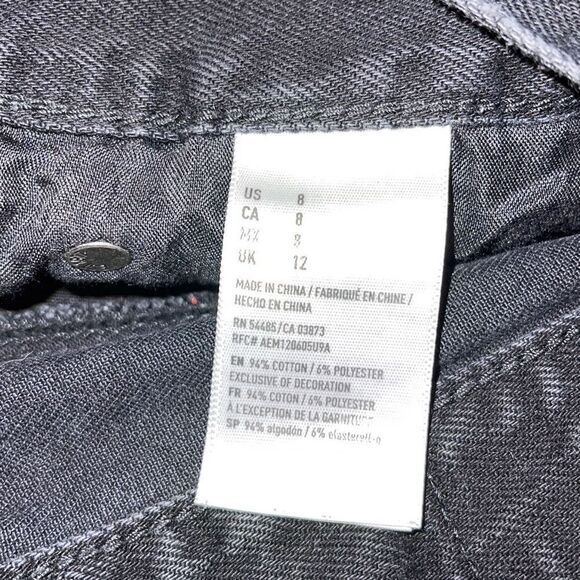 US 8
CA 8
MX 8
UK 12
MADE IN CHINA / FABRIQUÉ EN CHINE /
HECHO EN CHINA
RN 54485/CA 03873
RFC# AEM120605U9A
EN 94% COTTON / 6% POLYESTER
EXCLUSIVE OF DECORATION
FR 94% COTON / 6% POLYESTER
À L'EXCEPTION DE LA GARNITURE
SP 94% algodón / 6%